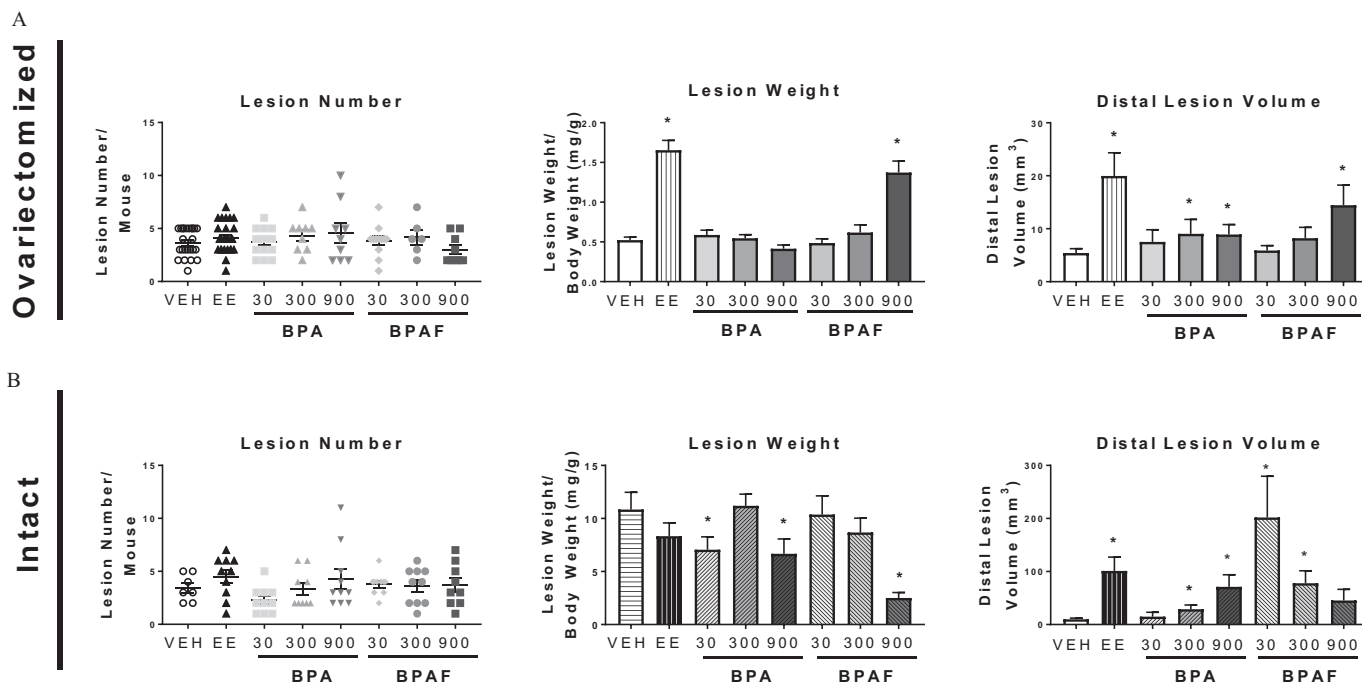 A
Ovariectomized
Lesion Number
Lesion Number/
Mouse
15
10
5
0
VEH EE 30 300 900 30 300 900
BPA BPAF
Lesion Weight
Lesion Weight/
Body Weight (mg/g)
2.0
1.5
1.0
0.5
0.0
* *
VEH EE 30 300 900 30 300 900
BPA BPAF
Distal Lesion Volume
Distal Lesion
Volume (mm3)
30
20
10
0
* * * *
VEH EE 30 300 900 30 300 900
BPA BPAF
B
Intact
Lesion Number
Lesion Number/
Mouse
15
10
5
0
VEH EE 30 300 900 30 300 900
BPA BPAF
Lesion Weight
Lesion Weight/
Body Weight (mg/g)
15
10
5
0
* * *
VEH EE 30 300 900 30 300 900
BPA BPAF
Distal Lesion Volume
Distal Lesion
Volume (mm3)
300
200
100
0
* * * * *
VEH EE 30 300 900 30 300 900
BPA BPAF